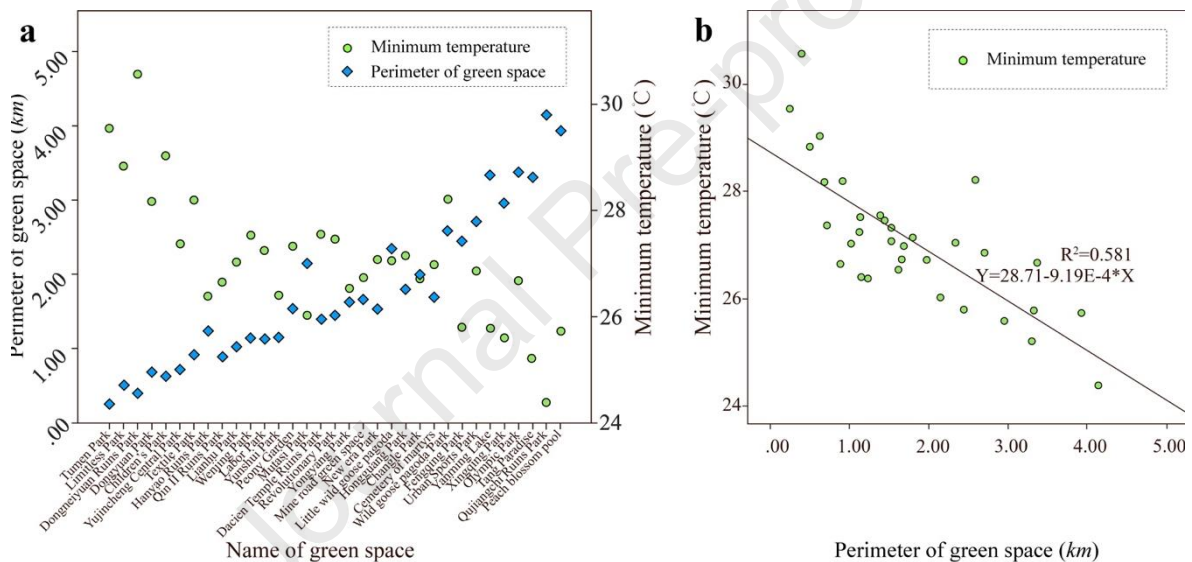 a
Minimum temperature
Perimeter of green space
5.00
4.00
3.00
2.00
1.00
.00
Perimeter of green space (km)
30
28
26
24
Minimum temperature (°C)
Tumen Park
Limitless Park
Dongneiyuan Ruins Park
Dongyuan Park
Children's Park
Yujincheng Central Park
Textile Park
Hanyao Ruins Park
Qin II Ruins Park
Lianhu Park
Wenjing Park
Labor Park
Yunshui Park
Peony Garden
Mutasi Park
Dacien Temple Ruins Park
Revolutionary Park
Yongyang Park
Mine road green space
New era Park
Little wild goose pagoda
Hongguang Park
Changle Park
Cemetery of martyrs
Wild goose pagoda Park
Fengqing Park
Urban Sports Park
Yanming Lake
Xingqing Park
Olympic Park
Tang Paradise
Qujiangchi Ruins Park
Peach blossom pool
Name of green space
b
Minimum temperature
30
28
26
24
Minimum temperature (°C)
R²=0.581
Y=28.71-9.19E-4*X
.00 1.00 2.00 3.00 4.00 5.00
Perimeter of green space (km)
Journal Pre-pro